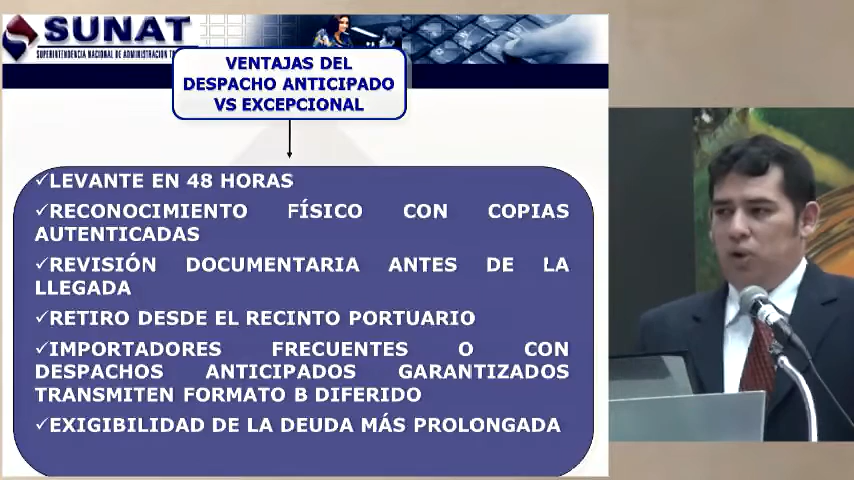 SUNAT
SUPERINTENDENCIA NACIONAL DE ADMINISTRACIÓN
VENTAJAS DEL
DESPACHO ANTICIPADO
VS EXCEPCIONAL
✓LEVANTE EN 48 HORAS
✓RECONOCIMIENTO FÍSICO CON COPIAS
AUTENTICADAS
✓REVISIÓN DOCUMENTARIA ANTES DE LA
LLEGADA
✓RETIRO DESDE EL RECINTO PORTUARIO
✓IMPORTADORES FRECUENTES O CON
DESPACHOS ANTICIPADOS GARANTIZADOS
TRANSMITEN FORMATO B DIFERIDO
✓EXIGIBILIDAD DE LA DEUDA MÁS PROLONGADA